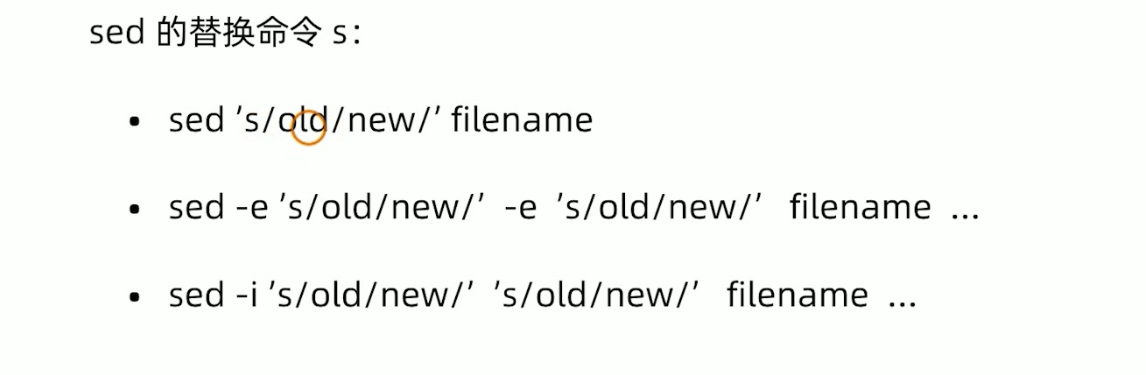 sed 的替换命令 s：
• sed ’s/old/new/’ filename
• sed -e ’s/old/new/’ -e ’s/old/new/’ filename ...
• sed -i ’s/old/new/’ ’s/old/new/’ filename ...